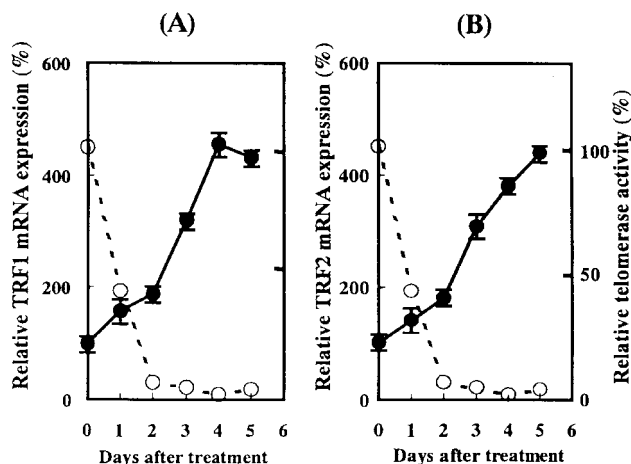 (A)
(B)
Relative TRF1 mRNA expression (%)
600
400
200
0
0 1 2 3 4 5 6
Days after treatment
Relative TRF2 mRNA expression (%)
600
400
200
0
0 1 2 3 4 5 6
Days after treatment
100
50
0
Relative telomerase activity (%)